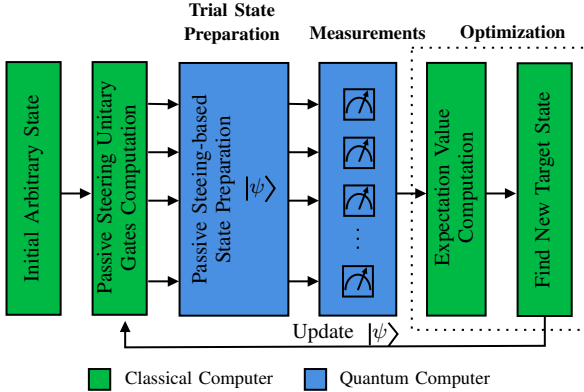 Trial State
Preparation
Measurements
Optimization
Initial Arbitrary State
Passive Steering Unitary
Gates Computation
Passive Steeing-based
State Preparation
|ψ⟩
Expectation Value
Computation
Find New Target State
Update |ψ⟩
Classical Computer
Quantum Computer